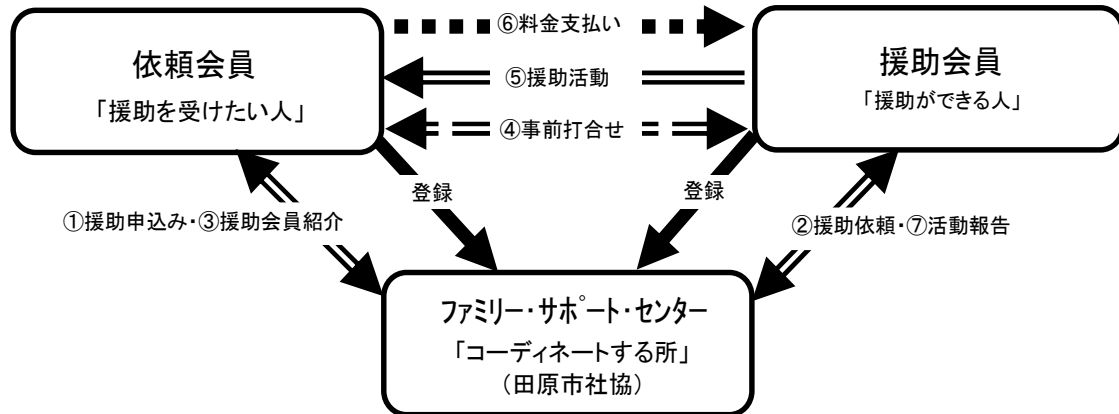 ⑥料金支払い
依頼会員
「援助を受けたい人」
⑤援助活動
援助会員
「援助ができる人」
④事前打合せ
登録
登録
①援助申込み・③援助会員紹介
②援助依頼・⑦活動報告
ファミリー・サポート・センター
「コーディネートする所」
（田原市社協）